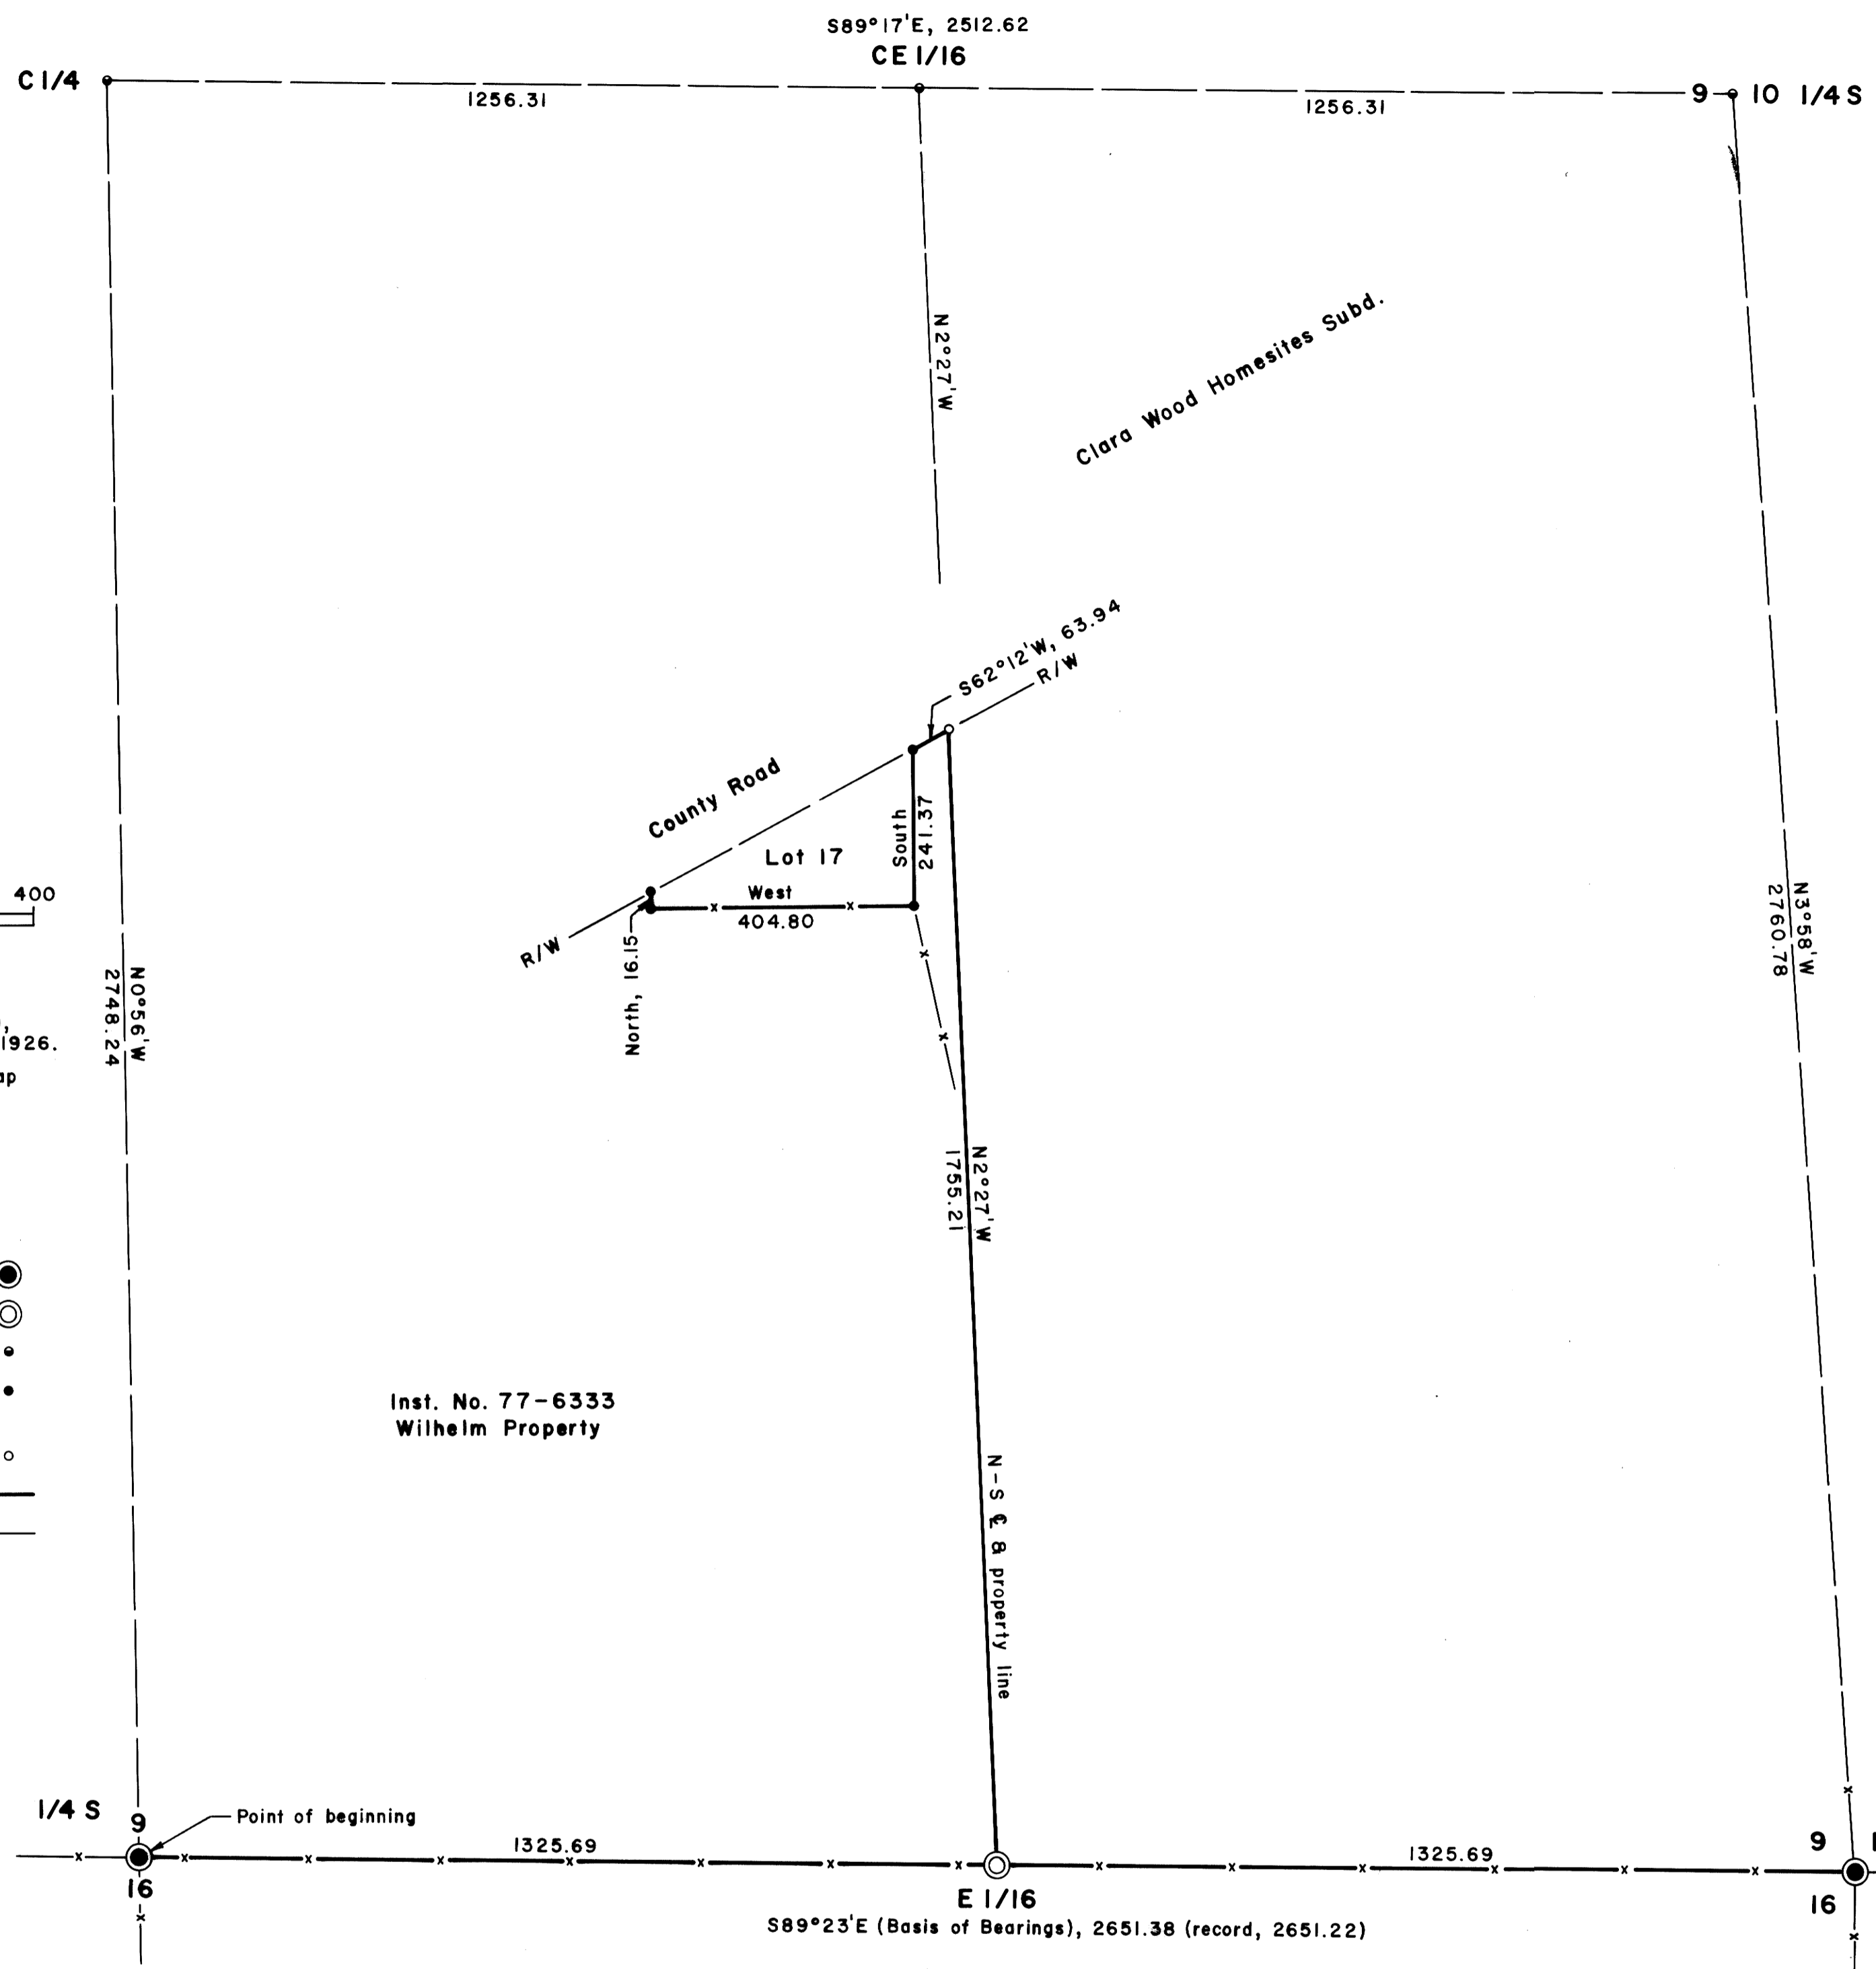 S89°17'E, 2512.62
CE 1/16
C 1/4
1256.31
1256.31
9 10 1/4 S
N2°27'W
Clara Wood Homesites Subd.
S62°12'W, 63.94
R/W
County Road
South
241.37
Lot 17
West
404.80
R/W
North, 16.15
400
N0°56'W
2748.24
N3°58'W
2760.78
1926.
N2°27'W
1755.21
Inst. No. 77-6333
Wilhelm Property
N-S ℄ & property line
1/4 S
9
Point of beginning
1325.69
1325.69
9
16
E 1/16
16
S89°23'E (Basis of Bearings), 2651.38 (record, 2651.22)